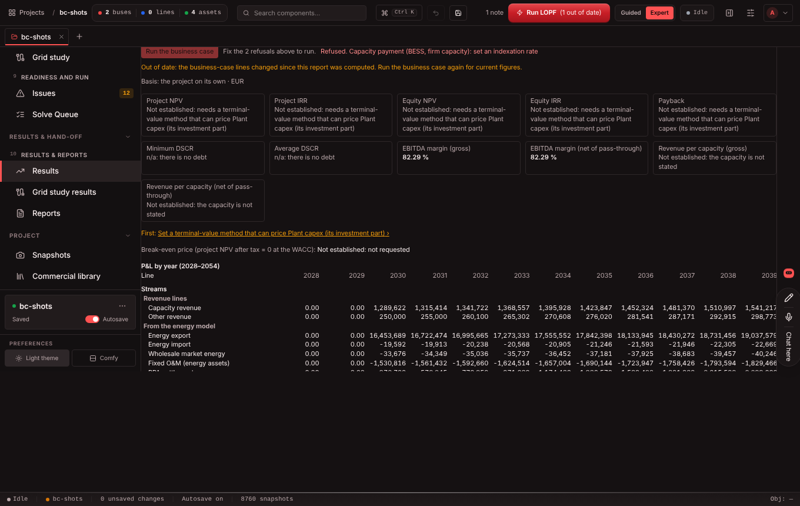 Projects / bc-shots
2 buses 0 lines 4 assets
Search components...
Ctrl K
1 note
Run LOPF (1 out of date)
Guided Expert
Idle
A
bc-shots
Grid study
READINESS AND RUN
Issues 12
Solve Queue
RESULTS & HAND-OFF
RESULTS & REPORTS
Results
Grid study results
Reports
PROJECT
Snapshots
Commercial library
bc-shots
Saved Autosave
PREFERENCES
Light theme Comfy
Run the business case Fix the 2 refusals above to run. Refused. Capacity payment (BESS, firm capacity): set an indexation rate
Out of date: the business-case lines changed since this report was computed. Run the business case again for current figures.
Basis: the project on its own · EUR
Project NPV
Not established: needs a terminal-value method that can price Plant capex (its investment part)
Project IRR
Not established: needs a terminal-value method that can price Plant capex (its investment part)
Equity NPV
Not established: needs a terminal-value method that can price Plant capex (its investment part)
Equity IRR
Not established: needs a terminal-value method that can price Plant capex (its investment part)
Payback
Not established: needs a terminal-value method that can price Plant capex (its investment part)
Minimum DSCR
n/a: there is no debt
Average DSCR
n/a: there is no debt
EBITDA margin (gross)
82.29 %
EBITDA margin (net of pass-through)
82.29 %
Revenue per capacity (gross)
Not established: the capacity is not stated
Revenue per capacity (net of pass-through)
Not established: the capacity is not stated
First: Set a terminal-value method that can price Plant capex (its investment part) ›
Break-even price (project NPV after tax = 0 at the WACC): Not established: not requested
P&L by year (2028–2054)
Line 2028 2029 2030 2031 2032 2033 2034 2035 2036 2037 2038 2038
Streams
Revenue lines
Capacity revenue 0.00 0.00 1,289,622 1,315,414 1,341,722 1,368,557 1,395,928 1,423,847 1,452,324 1,481,370 1,510,997 1,541,217
Other revenue 0.00 0.00 250,000 255,000 260,100 265,302 270,608 276,020 281,541 287,171 292,915 298,773
From the energy model
Energy export 0.00 0.00 16,453,689 16,722,474 16,995,665 17,273,333 17,555,552 17,842,398 18,133,945 18,430,272 18,731,456 19,037,579
Energy import 0.00 0.00 -19,592 -19,913 -20,238 -20,568 -20,905 -21,246 -21,593 -21,946 -22,305 -22,669
Wholesale market energy 0.00 0.00 -33,676 -34,349 -35,036 -35,737 -36,452 -37,181 -37,925 -38,683 -39,457 -40,246
Fixed O&M (energy assets) 0.00 0.00 -1,530,816 -1,561,432 -1,592,660 -1,624,514 -1,657,004 -1,690,144 -1,723,947 -1,758,426 -1,793,594 -1,829,466
Chat here
Idle bc-shots 0 unsaved changes Autosave on 8760 snapshots Obj: —